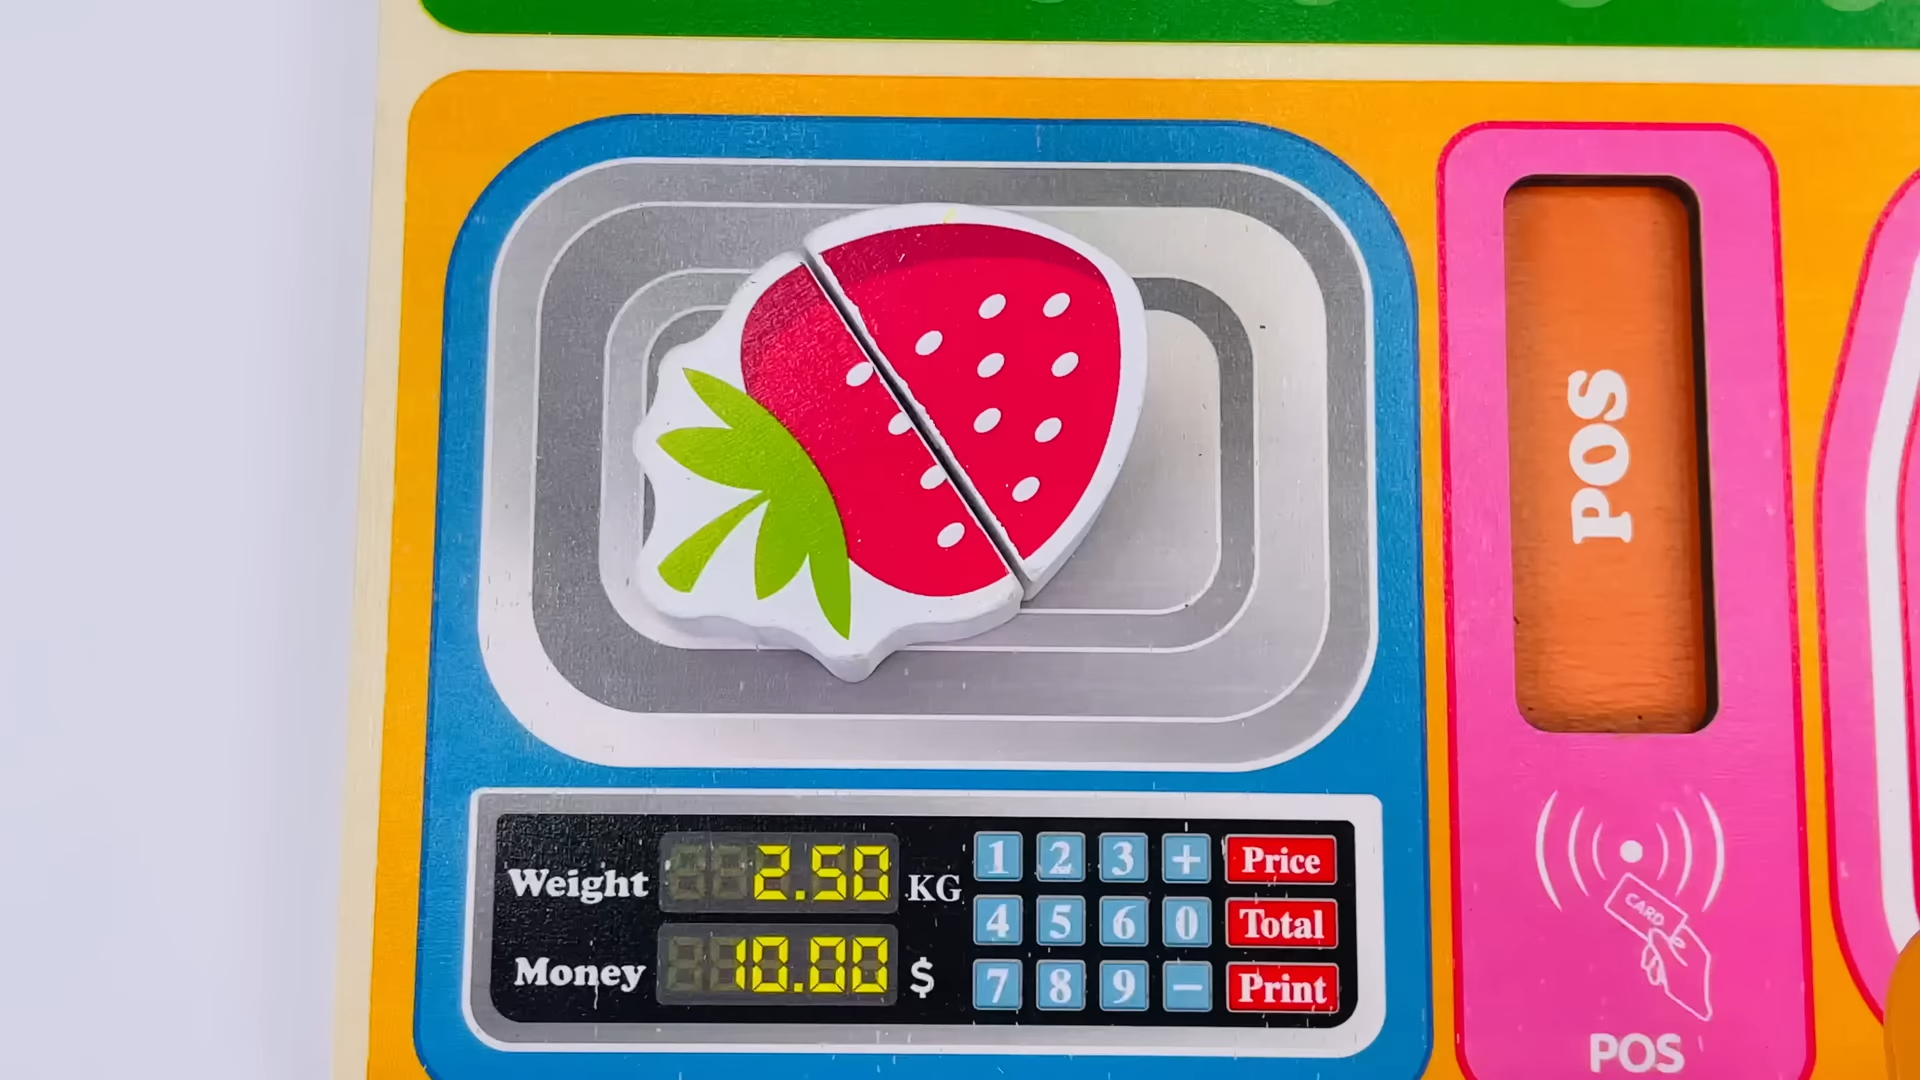 POS
Weight 2.50 KG
Money 10.00 $
1 2 3 + Price
4 5 6 0 Total
7 8 9 - Print
CARD
POS